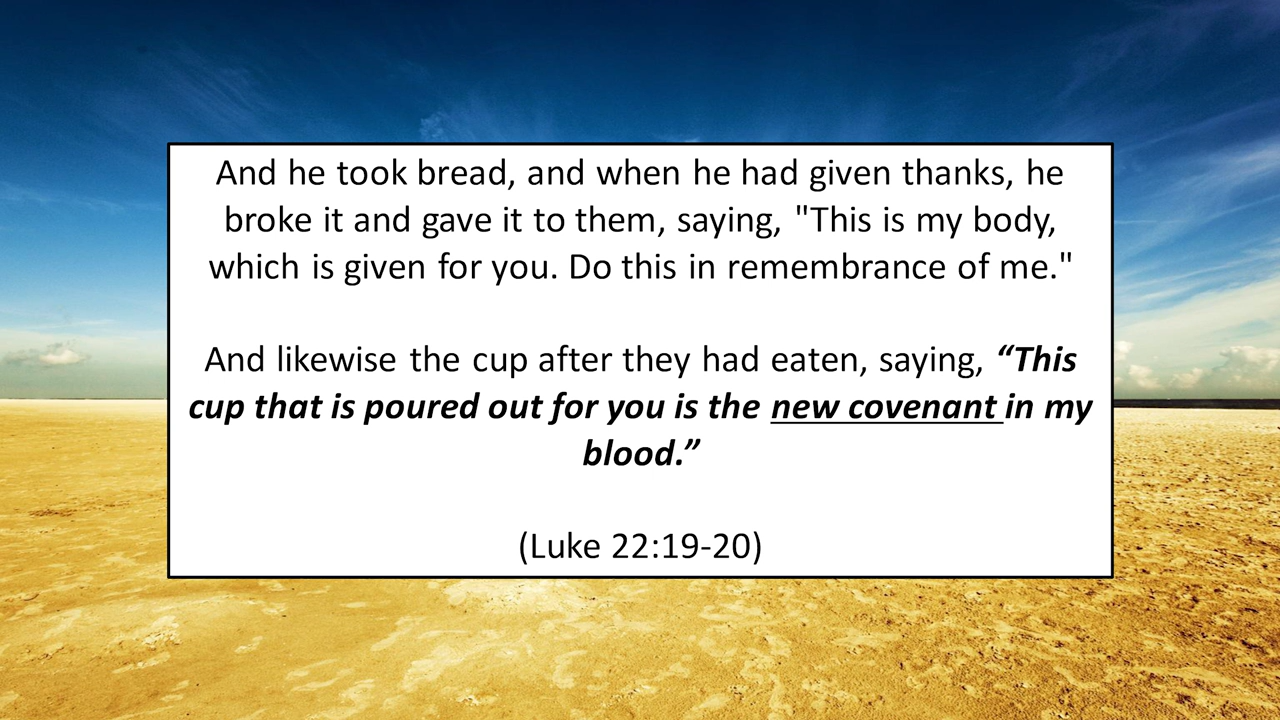 And he took bread, and when he had given thanks, he
broke it and gave it to them, saying, "This is my body,
which is given for you. Do this in remembrance of me."
And likewise the cup after they had eaten, saying, “This
cup that is poured out for you is the new covenant in my
blood.”
(Luke 22:19-20)